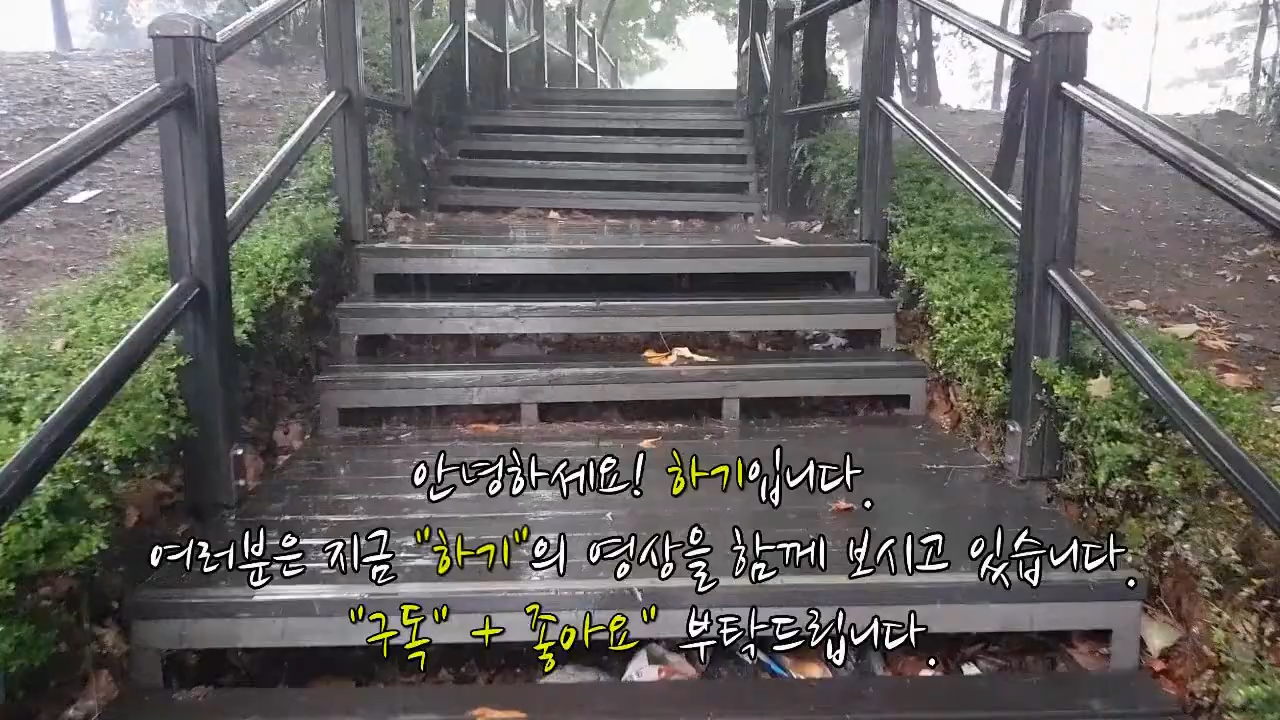 안녕하세요! 하기입니다.
여러분은 지금 "하기"의 영상을 함께 보시고 있습니다.
"구독" + 좋아요" 부탁드립니다.